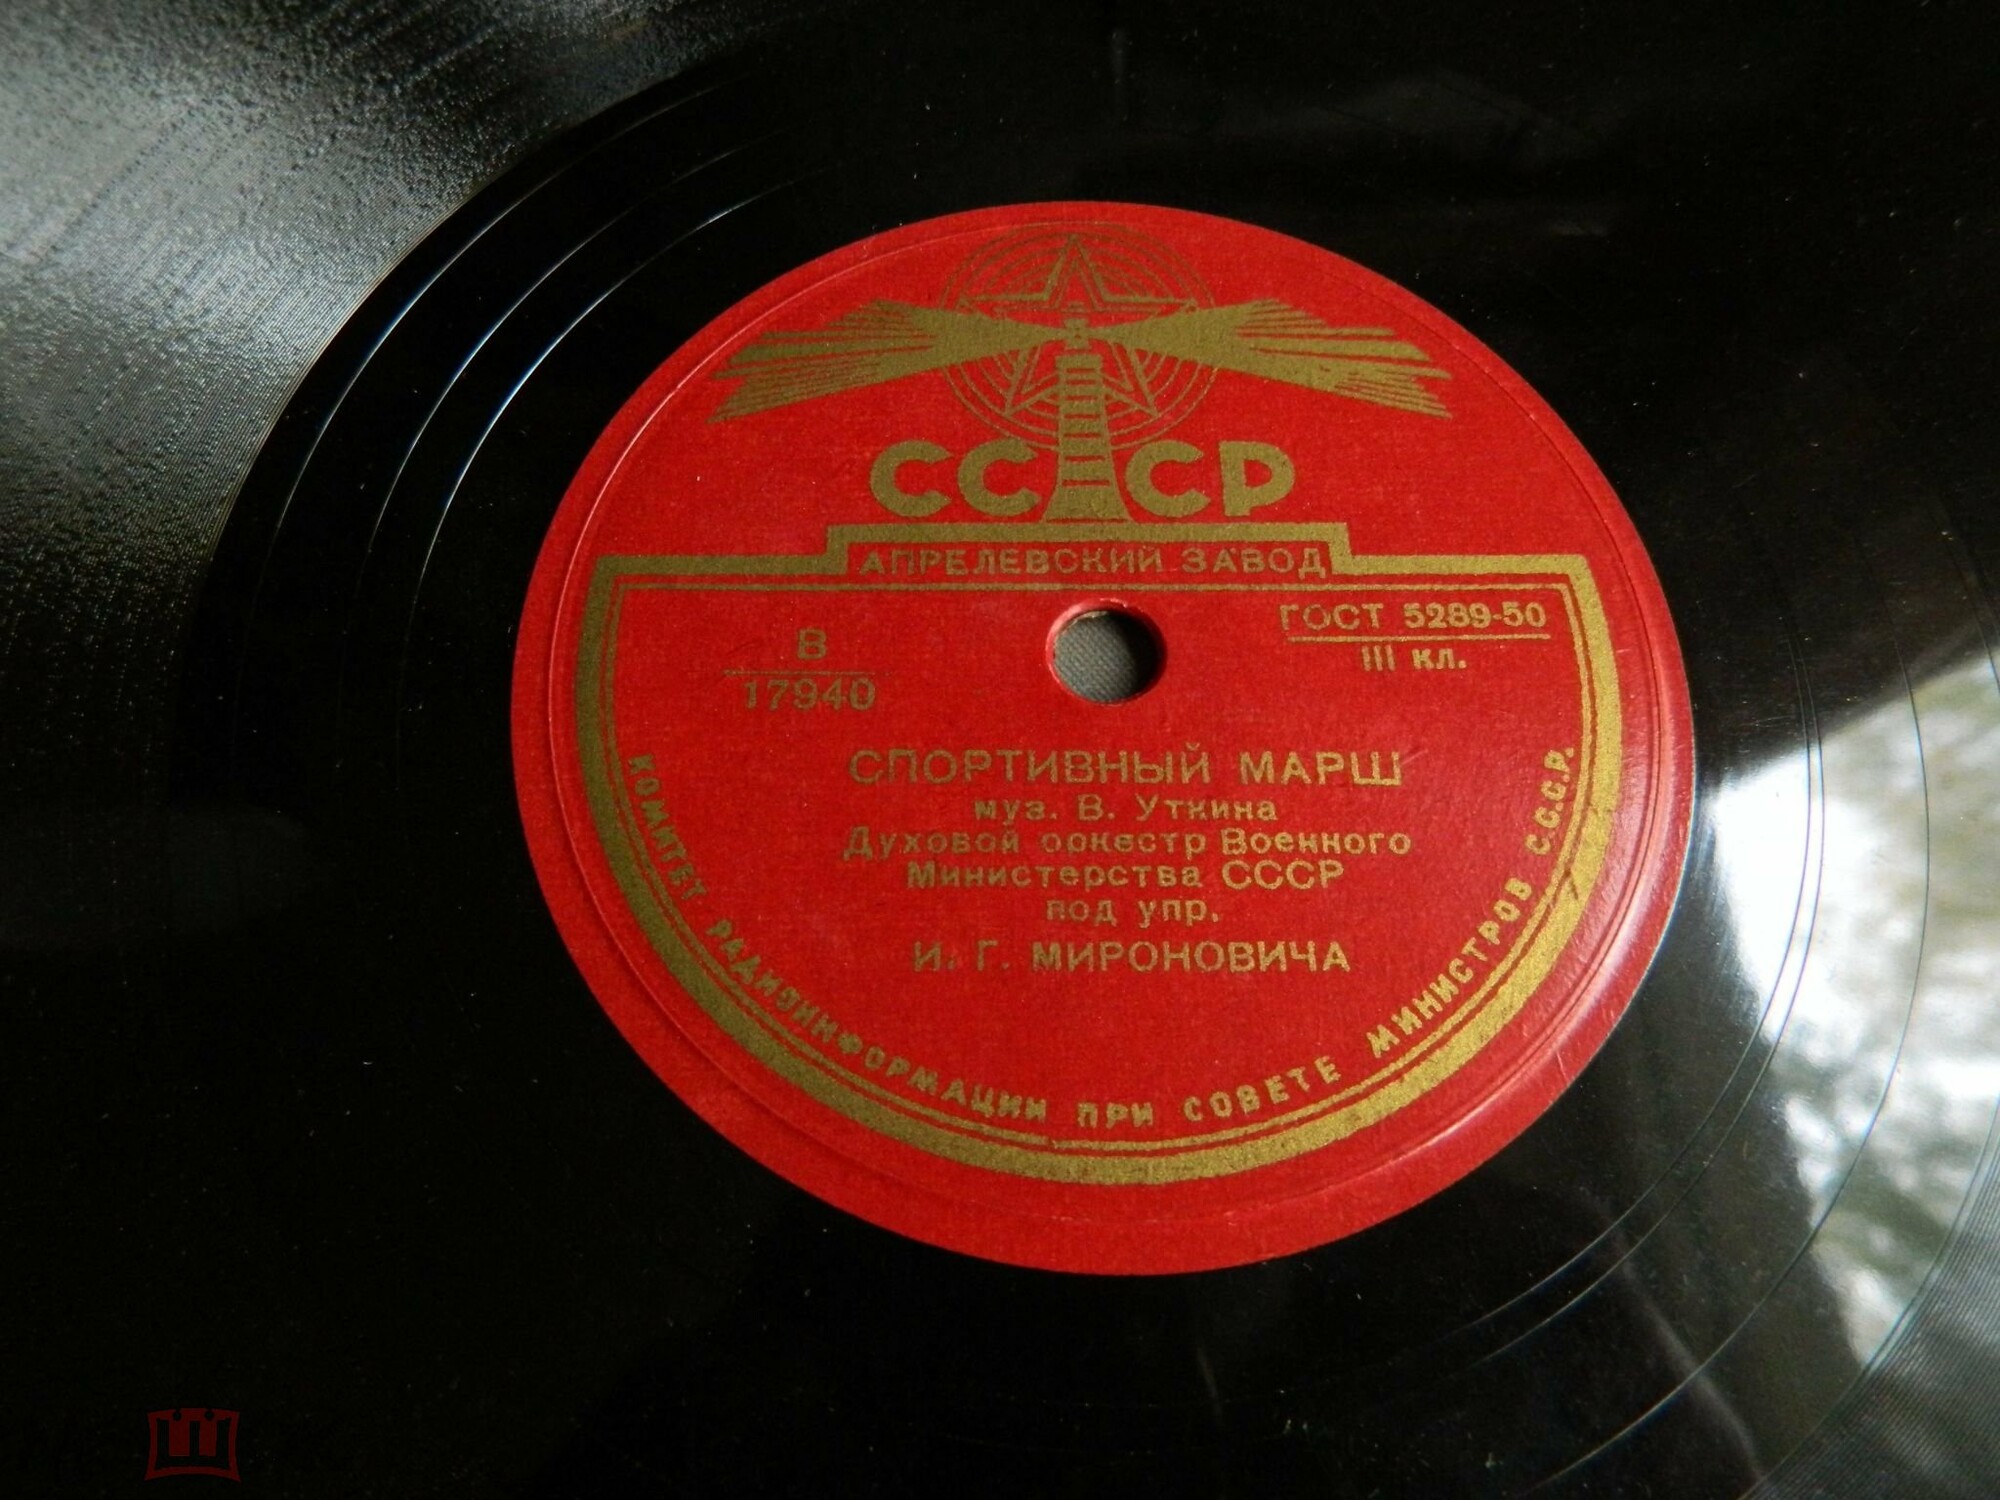 СССР
АПРЕЛЕВСКИЙ ЗАВОД
ГОСТ 5289-50
III кл.
В
17940
СПОРТИВНЫЙ МАРШ
муз. В. Уткина
Духовой оркестр Военного
Министерства СССР
под упр.
И. Г. МИРОНОВИЧА
КОМИТЕТ РАДИОИНФОРМАЦИИ ПРИ СОВЕТЕ МИНИСТРОВ С.С.С.Р.